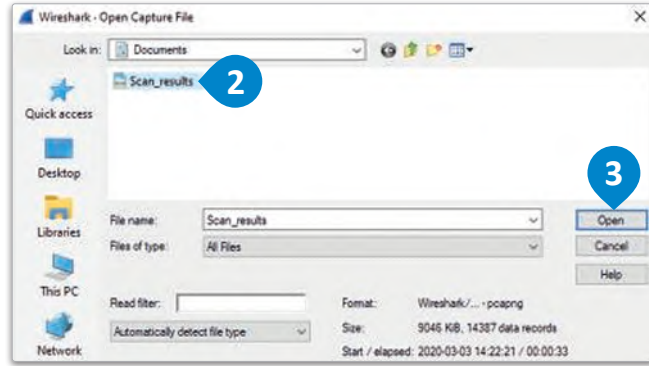 Wireshark · Open Capture File
Look in: Documents
Scan_results 2
Quick access
Desktop
Libraries
This PC
Network
3
File name: Scan_results Open
Files of type: All Files Cancel
Help
Read filter: Format: Wireshark/... - pcapng
Automatically detect file type Size: 9046 KiB, 14387 data records
Start / elapsed: 2020-03-03 14:22:21 / 00:00:33